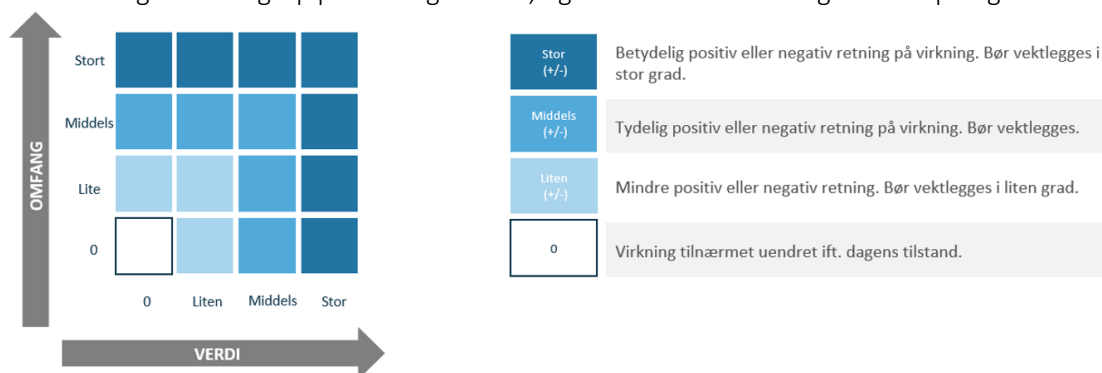 Stort
Middels
Lite
0
OMFANG
0 Liten Middels Stor
VERDI
Stor
(+/-)
Betydelig positiv eller negativ retning på virkning. Bør vektlegges i
stor grad.
Middels
(+/-)
Tydelig positiv eller negativ retning på virkning. Bør vektlegges.
Liten
(+/-)
Mindre positiv eller negativ retning. Bør vektlegges i liten grad.
0
Virkning tilnærmet uendret ift. dagens tilstand.